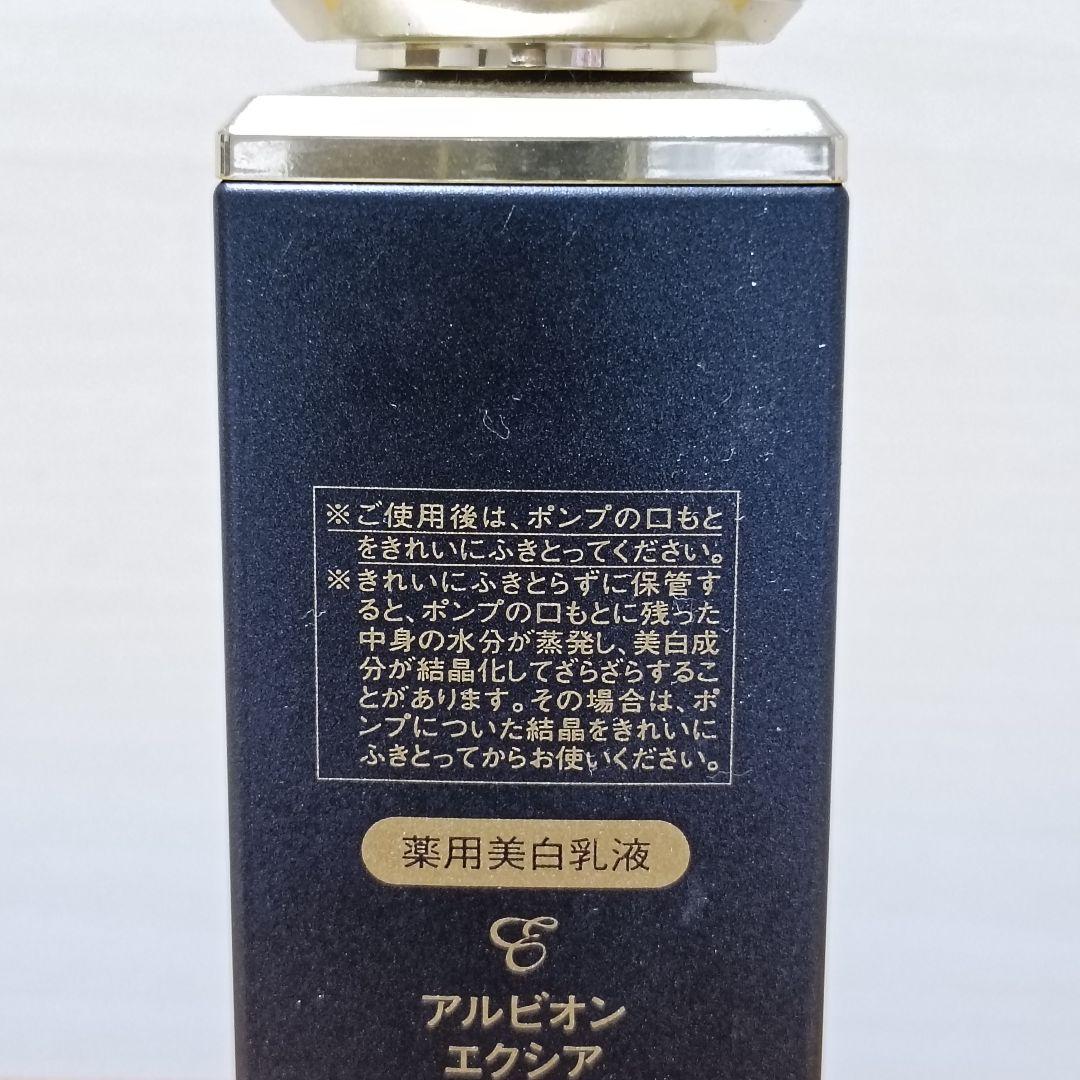 ※ご使用後は、ポンプの口もと
をきれいにふきとってください。
※きれいにふきとらずに保管す
ると、ポンプの口もとに残った
中身の水分が蒸発し、美白成
分が結晶化してざらざらするこ
とがあります。その場合は、ポ
ンプについた結晶をきれいに
ふきとってからお使いください。
薬用美白乳液
E
アルビオン
エクシア